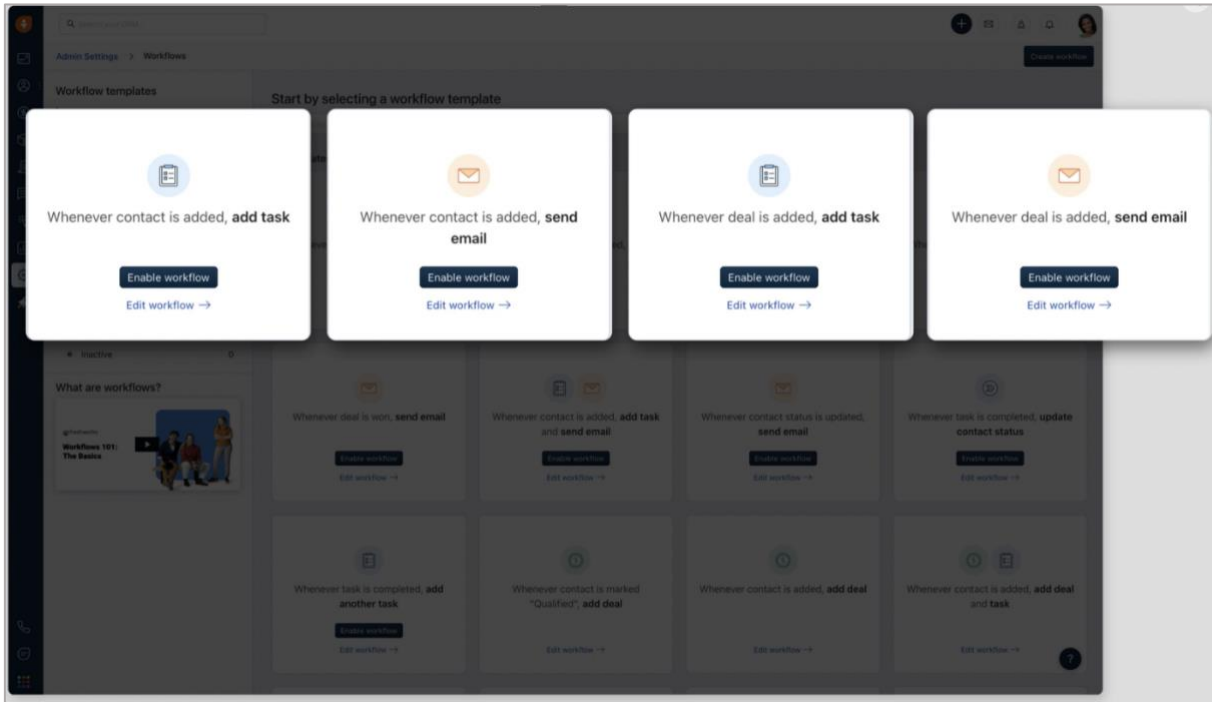 Admin Settings > Workflows
Create workflow
Workflow templates
Start by selecting a workflow template
Whenever contact is added, add task
Enable workflow
Edit workflow →
Whenever contact is added, send
email
Enable workflow
Edit workflow →
Whenever deal is added, add task
Enable workflow
Edit workflow →
Whenever deal is added, send email
Enable workflow
Edit workflow →
Inactive 0
What are workflows?
Workflows 101:
The Basics
Whenever deal is won, send email
Enable workflow
Edit workflow →
Whenever contact is added, add task
and send email
Enable workflow
Edit workflow →
Whenever contact status is updated,
send email
Enable workflow
Edit workflow →
Whenever task is completed, update
contact status
Enable workflow
Edit workflow →
Whenever task is completed, add
another task
Enable workflow
Edit workflow →
Whenever contact is marked
"Qualified", add deal
Edit workflow →
Whenever contact is added, add deal
Edit workflow →
Whenever contact is added, add deal
and task
Edit workflow →
?